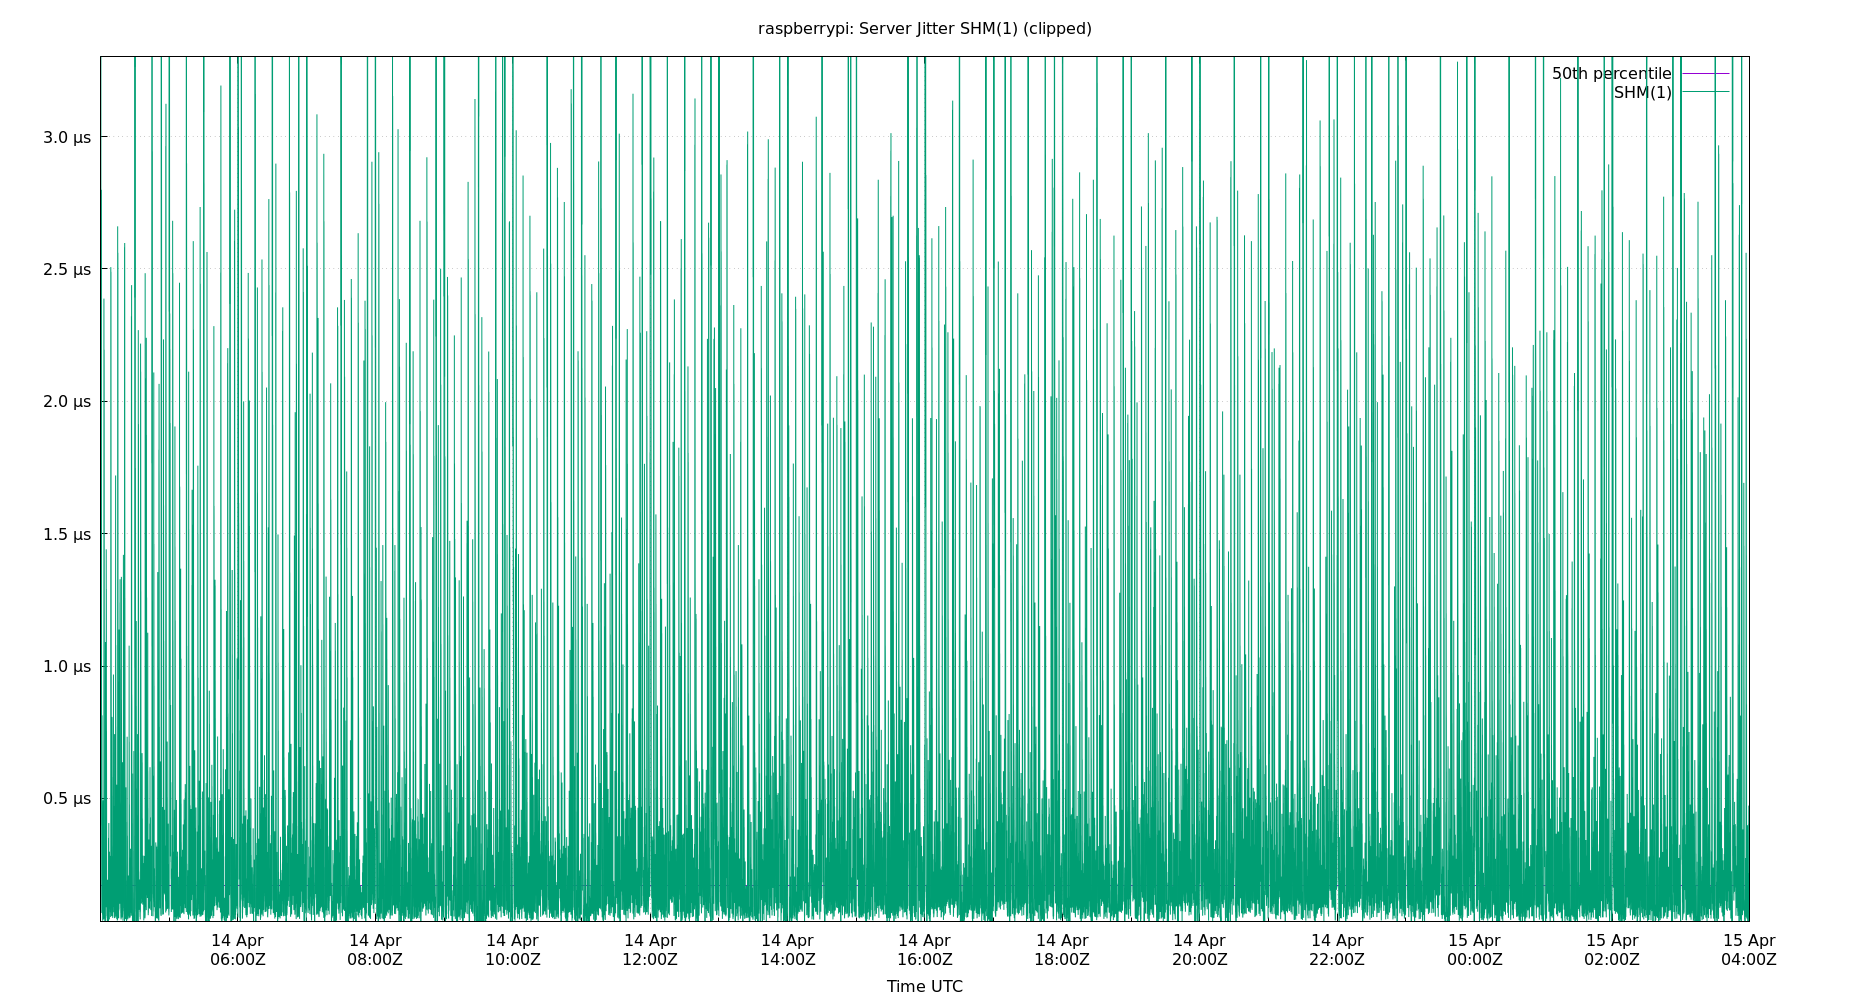 raspberrypi: Server Jitter SHM(1) (clipped)
50th percentile
SHM(1)
3.0 µs
2.5 µs
2.0 µs
1.5 µs
1.0 µs
0.5 µs
14 Apr 14 Apr 14 Apr 14 Apr 14 Apr 14 Apr 14 Apr 14 Apr 14 Apr 15 Apr 15 Apr 15 Apr
06:00Z 08:00Z 10:00Z 12:00Z 14:00Z 16:00Z 18:00Z 20:00Z 22:00Z 00:00Z 02:00Z 04:00Z
Time UTC